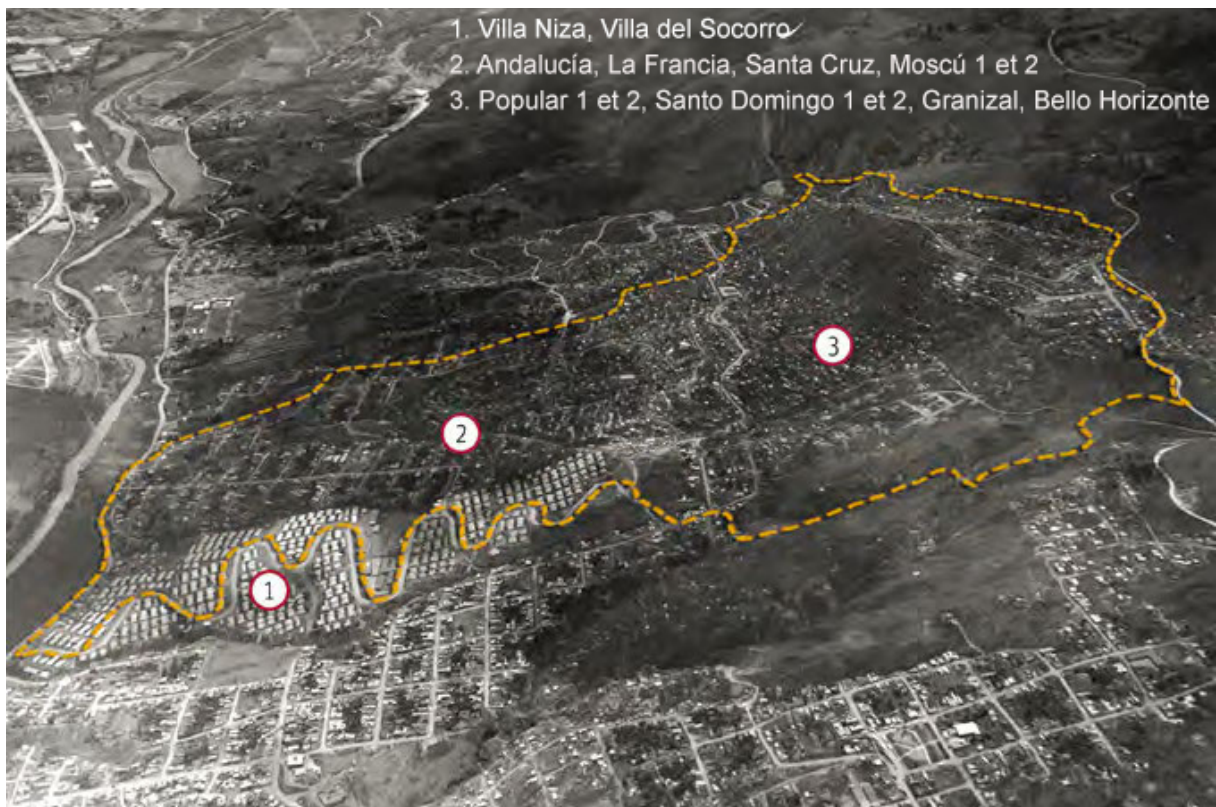 1. Villa Niza, Villa del Socorro
2. Andalucía, La Francia, Santa Cruz, Moscú 1 et 2
3. Popular 1 et 2, Santo Domingo 1 et 2, Granizal, Bello Horizonte
3
2
1